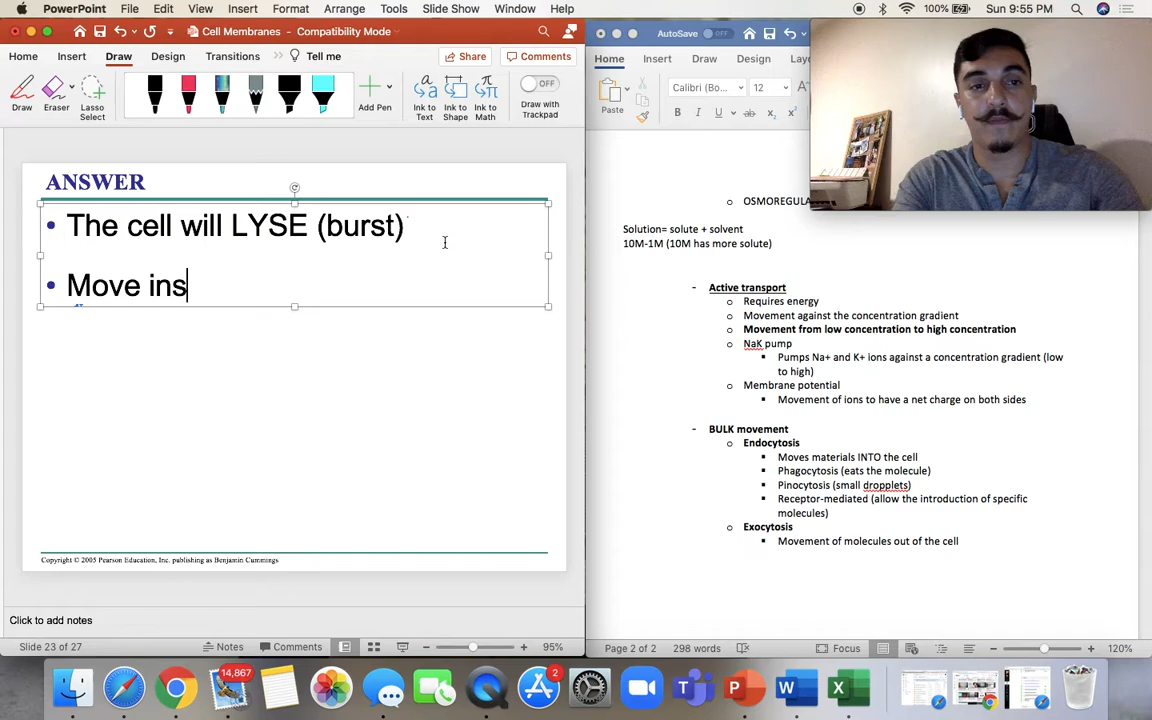 PowerPoint File Edit View Insert Format Arrange Tools Slide Show Window Help 100% Sun 9:55 PM
Cell Membranes - Compatibility Mode
AutoSave OFF
Home Insert Draw Design Transitions Tell me Share Comments
Home Insert Draw Design
Draw Eraser Lasso Select Add Pen Ink to Text Ink to Shape Ink to Math OFF Draw with Trackpad
Paste Calibri (Bo... 12
ANSWER
• The cell will LYSE (burst)
• Move ins
Copyright © 2005 Pearson Education, Inc. publishing as Benjamin Cummings
Click to add notes
Slide 23 of 27 Notes Comments 95%
o OSMOREGULA
Solution= solute + solvent
10M-1M (10M has more solute)
- Active transport
o Requires energy
o Movement against the concentration gradient
o Movement from low concentration to high concentration
o NaK pump
▪ Pumps Na+ and K+ ions against a concentration gradient (low
to high)
o Membrane potential
▪ Movement of ions to have a net charge on both sides
- BULK movement
o Endocytosis
▪ Moves materials INTO the cell
▪ Phagocytosis (eats the molecule)
▪ Pinocytosis (small dropplets)
▪ Receptor-mediated (allow the introduction of specific
molecules)
o Exocytosis
▪ Movement of molecules out of the cell
Page 2 of 2 298 words Focus 120%
14,867
2